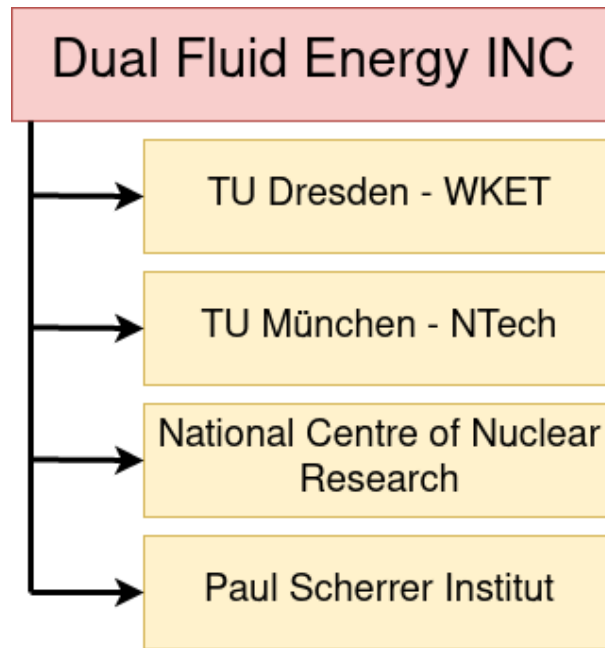 Dual Fluid Energy INC
TU Dresden - WKET
TU München - NTech
National Centre of Nuclear
Research
Paul Scherrer Institut